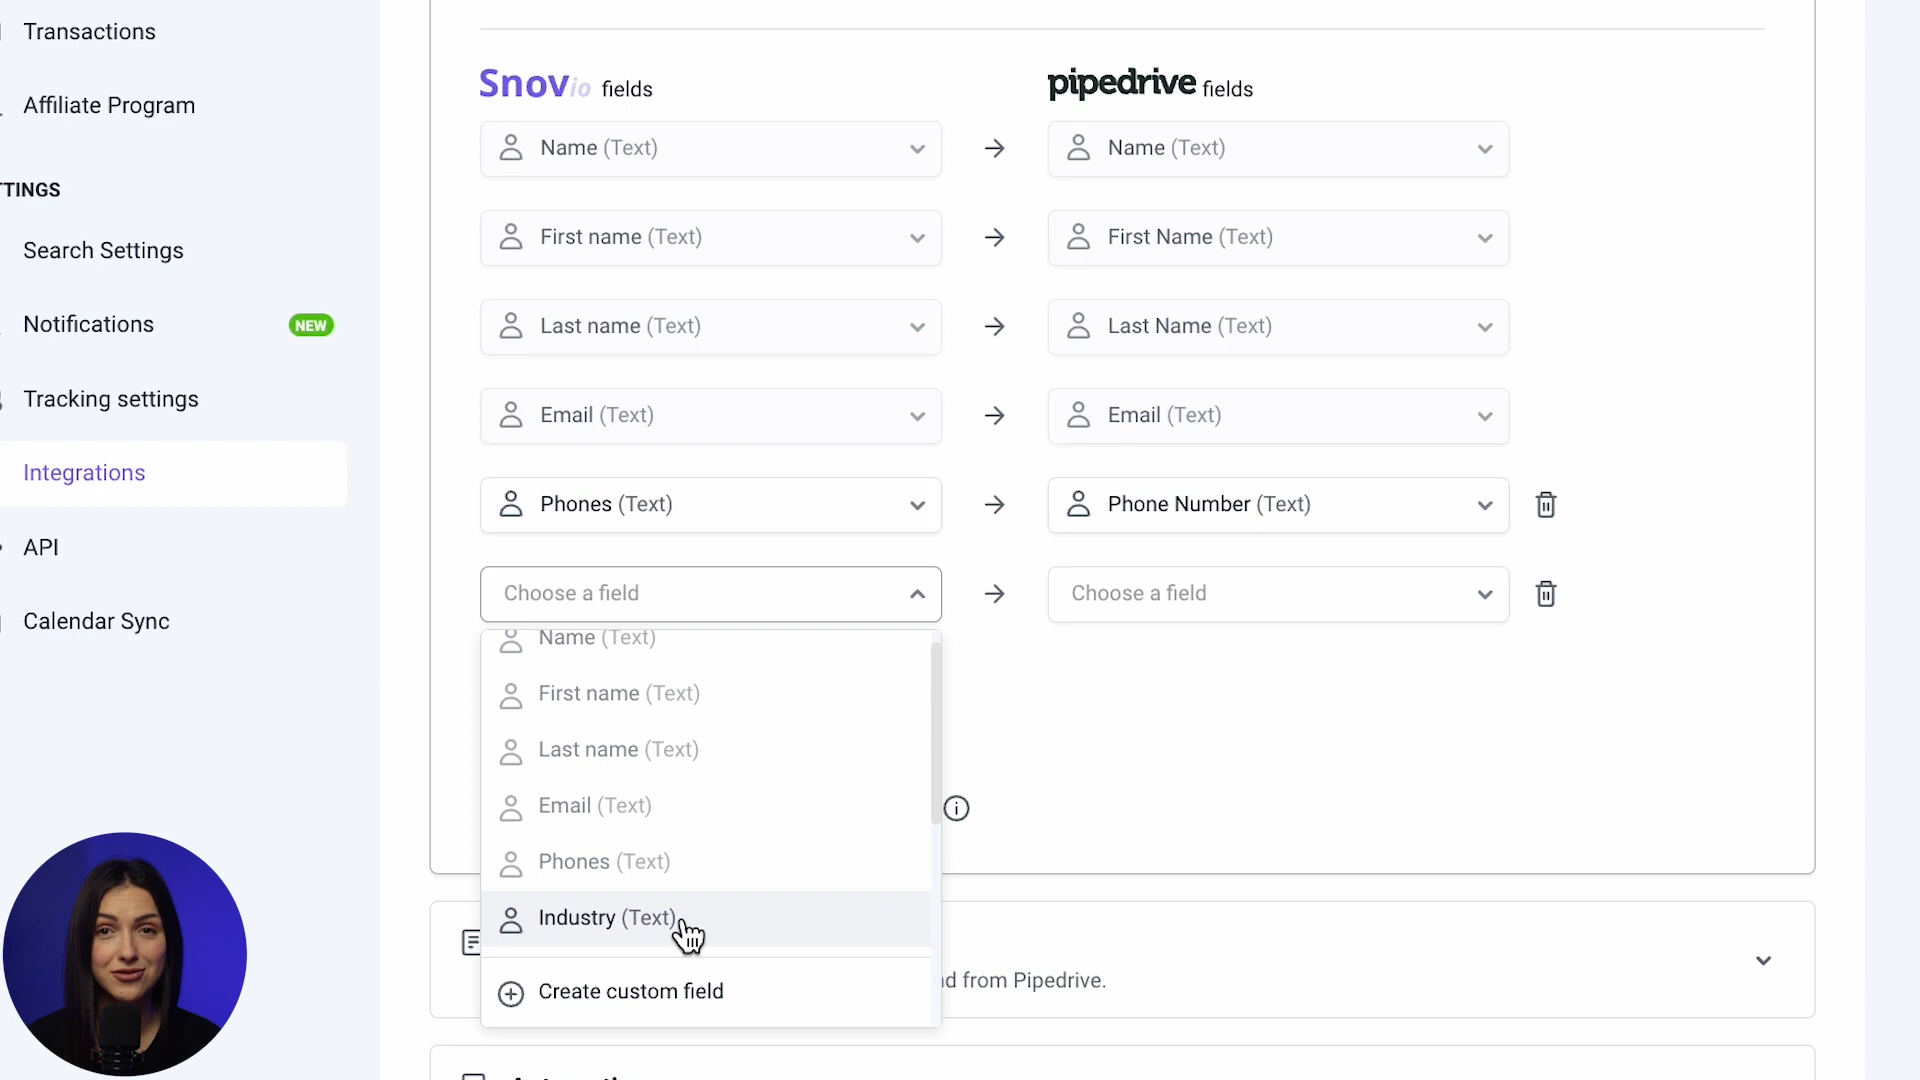 Transactions
Affiliate Program
TTINGS
Search Settings
Notifications NEW
Tracking settings
Integrations
API
Calendar Sync
Snovio fields
pipedrive fields
Name (Text)
Name (Text)
First name (Text)
First Name (Text)
Last name (Text)
Last Name (Text)
Email (Text)
Email (Text)
Phones (Text)
Phone Number (Text)
Choose a field
Choose a field
Name (Text)
First name (Text)
Last name (Text)
Email (Text)
Phones (Text)
Industry (Text)
Create custom field
d from Pipedrive.